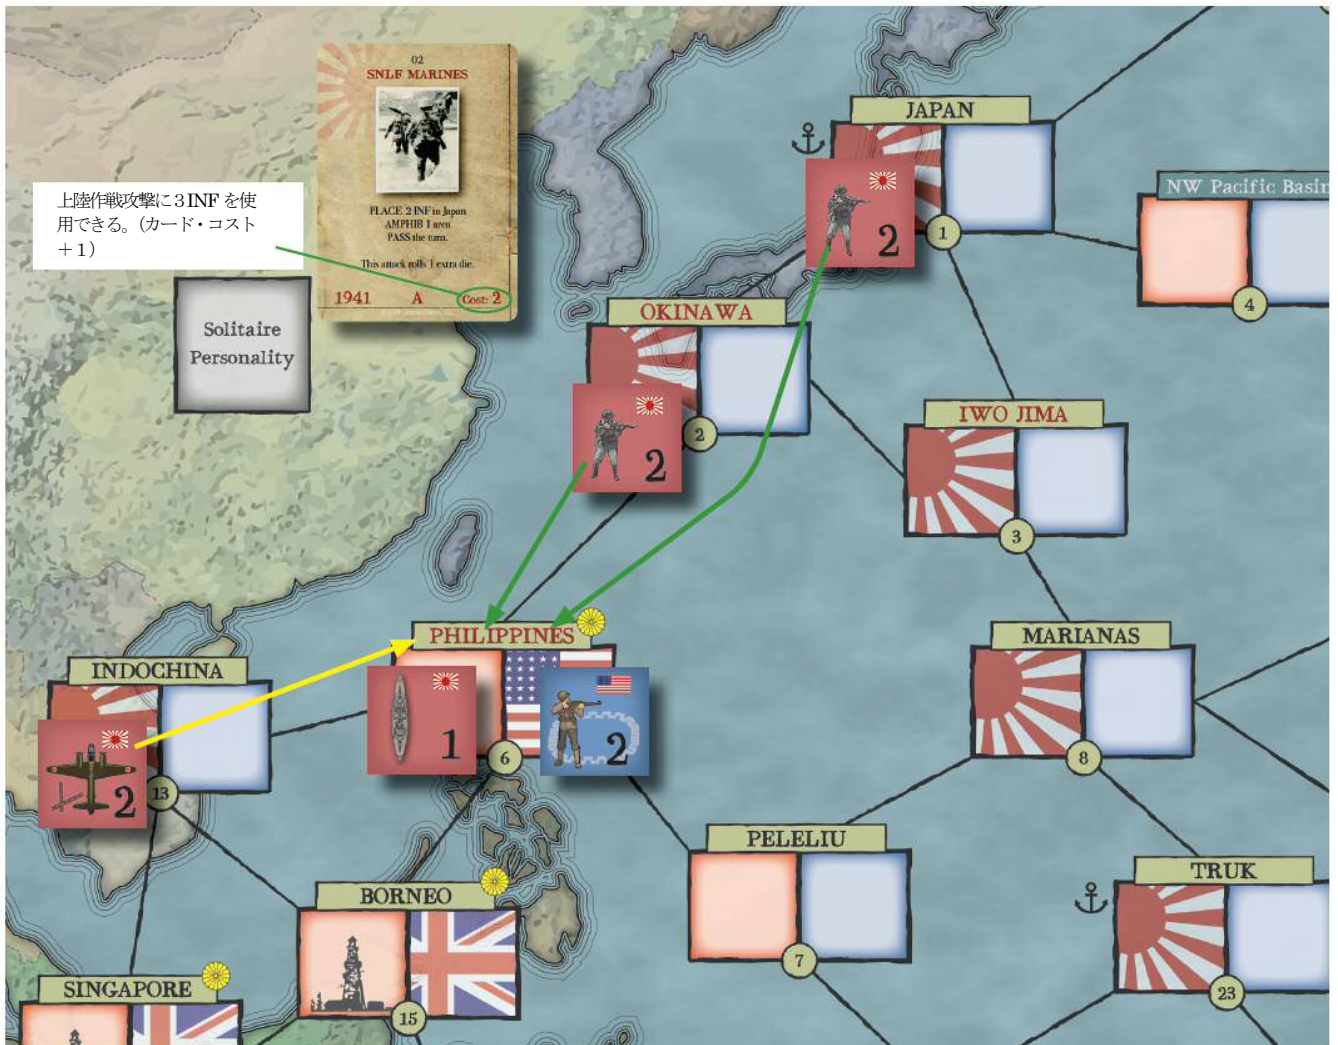 02
SNLF MARINES
PLACE 2 INF in Japan
AMPHIB 1 area
PASS the turn.
This attack rolls 1 extra die.
1941 A Cost: 2
上陸作戦攻撃に3INFを使
用できる。(カード・コスト
+1)
Solitaire
Personality
JAPAN
2
1
NW Pacific Basin
4
OKINAWA
2
2
IWO JIMA
3
PHILIPPINES
1
2
6
INDOCHINA
2
13
MARIANAS
8
PELELIU
7
TRUK
23
BORNEO
15
SINGAPORE